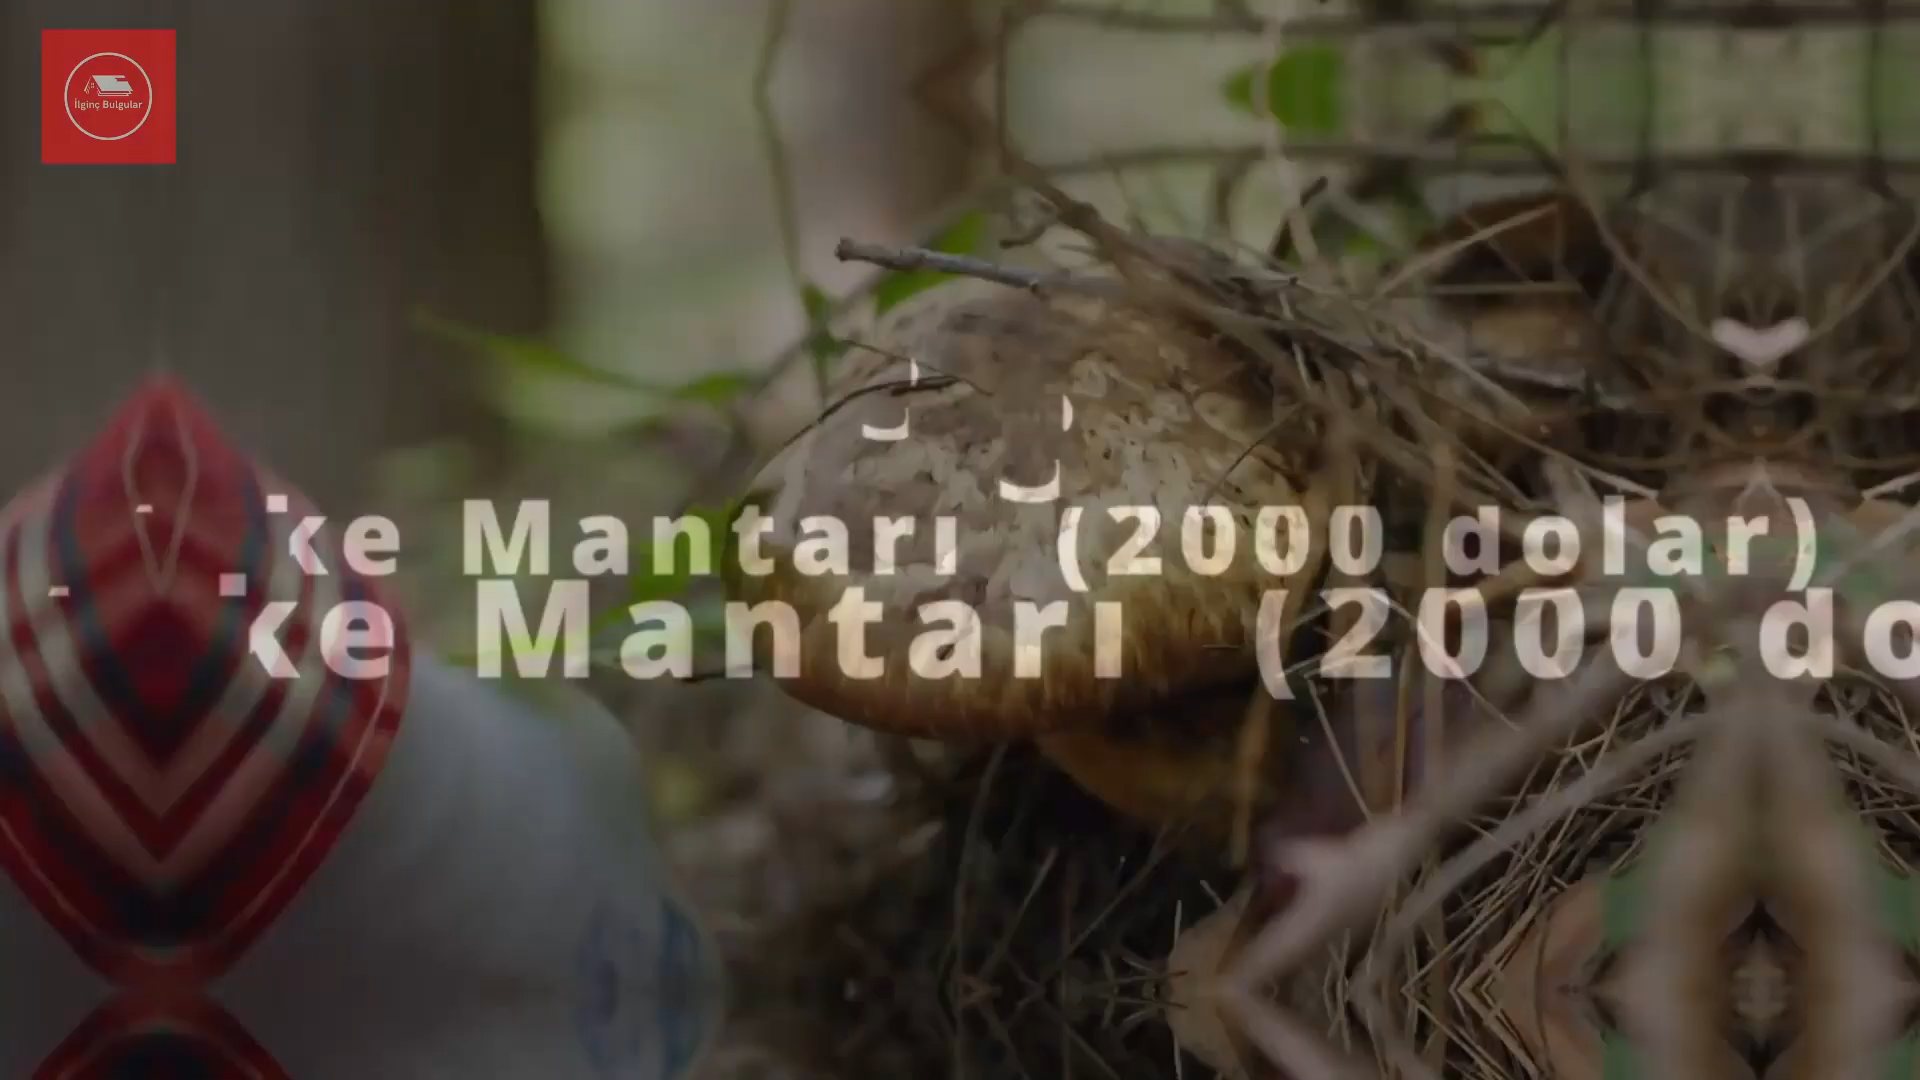 İlginç Bulgular
ke Mantarı (2000 dolar)
ke Mantarı (2000 do